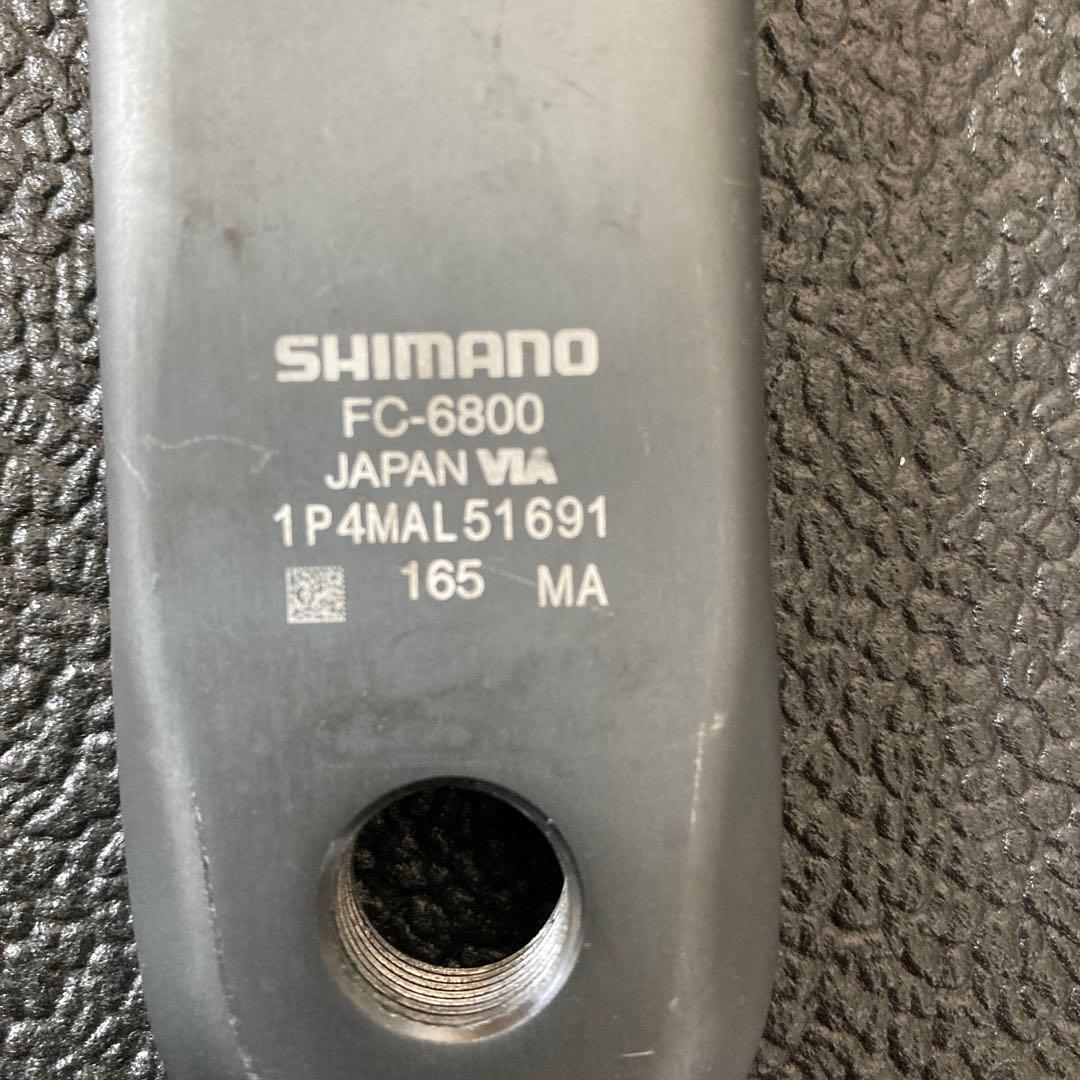 SHIMANO
FC-6800
JAPAN VIA
1P4MAL51691
165 MA